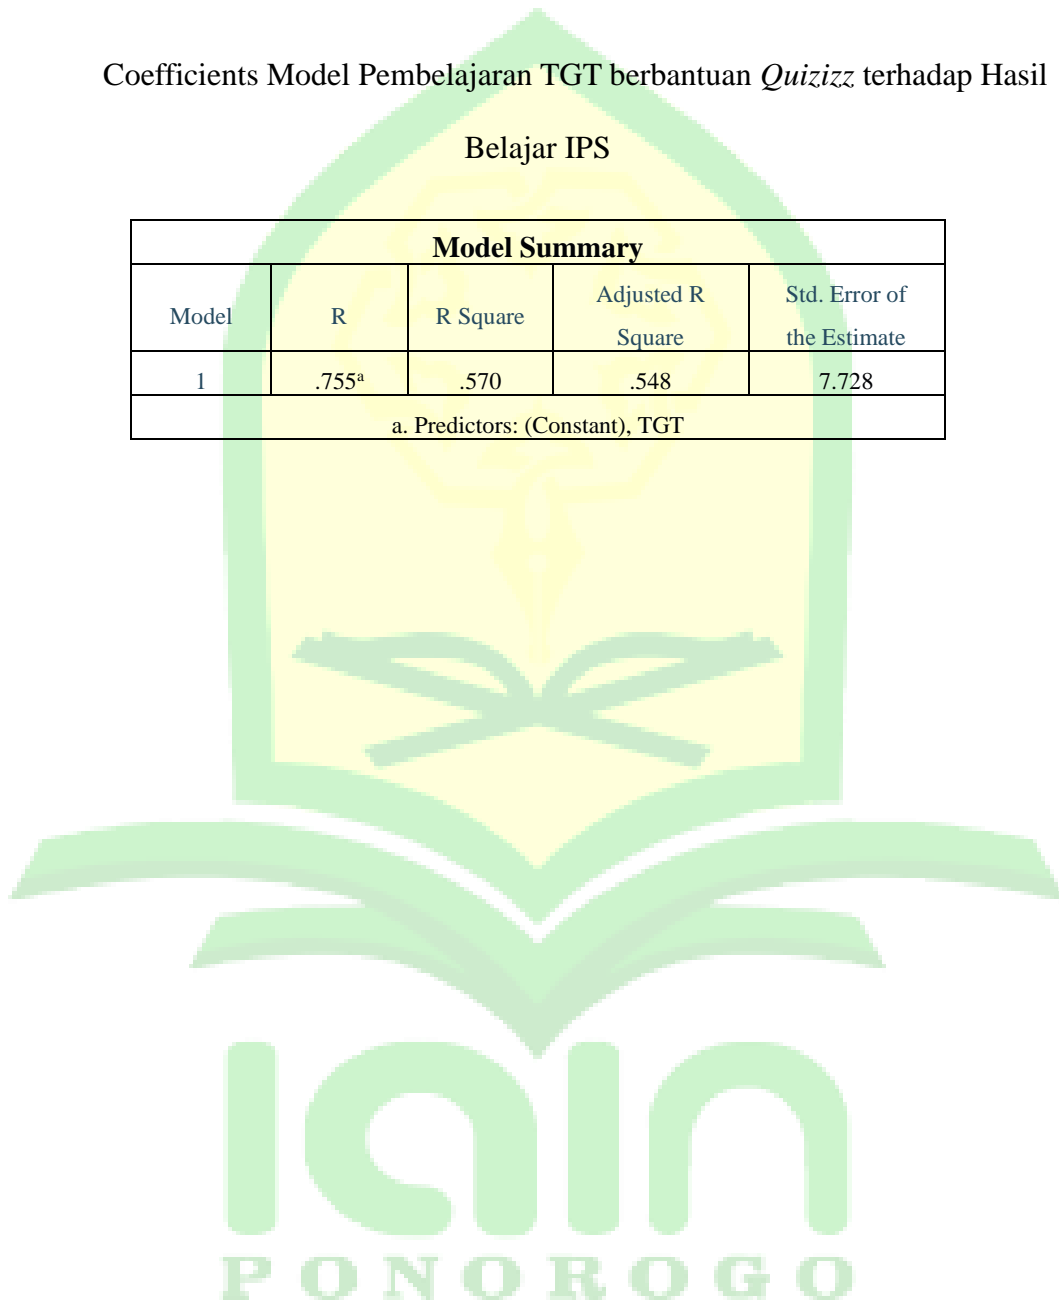 Coefficients Model Pembelajaran TGT berbantuan Quizizz terhadap Hasil
Belajar IPS
Model Summary
Model R R Square Adjusted R Square Std. Error of the Estimate
1 .755ᵃ .570 .548 7.728
a. Predictors: (Constant), TGT
IAIN
PONOROGO